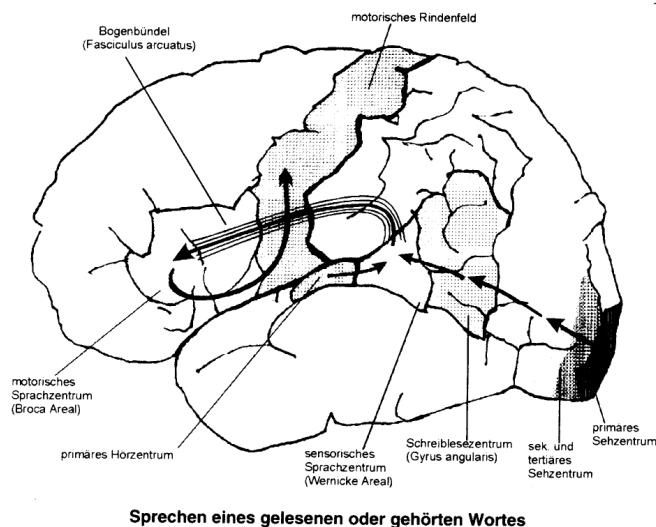 Bogenbündel
(Fasciculus arcuatus)
motorisches Rindenfeld
motorisches
Sprachzentrum
(Broca Areal)
primäres Hörzentrum
sensorisches
Sprachzentrum
(Wernicke Areal)
Schreiblesezentrum
(Gyrus angularis)
sek. und
tertiäres
Sehzentrum
primäres
Sehzentrum
Sprechen eines gelesenen oder gehörten Wortes